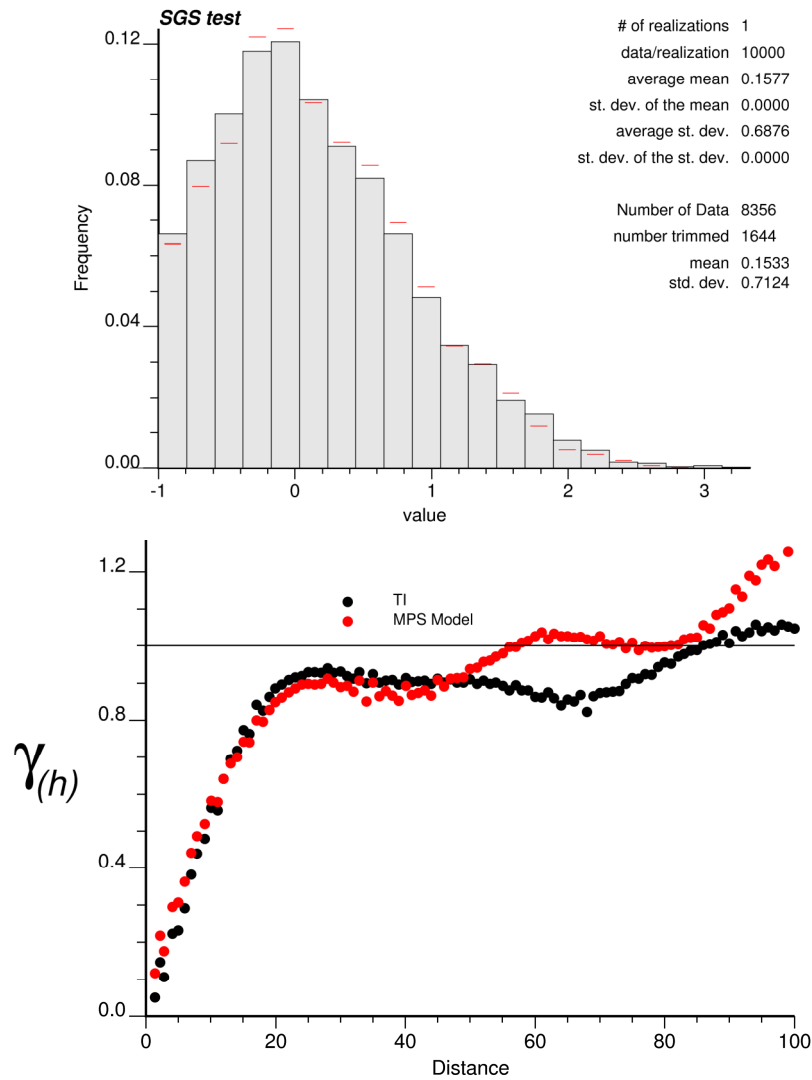 SGS test
# of realizations 1
data/realization 10000
average mean 0.1577
st. dev. of the mean 0.0000
average st. dev. 0.6876
st. dev. of the st. dev. 0.0000
Number of Data 8356
number trimmed 1644
mean 0.1533
std. dev. 0.7124
Frequency
0.12
0.08
0.04
0.00
-1 0 1 2 3
value
γ(h)
1.2
0.8
0.4
0.0
TI
MPS Model
0 20 40 60 80 100
Distance